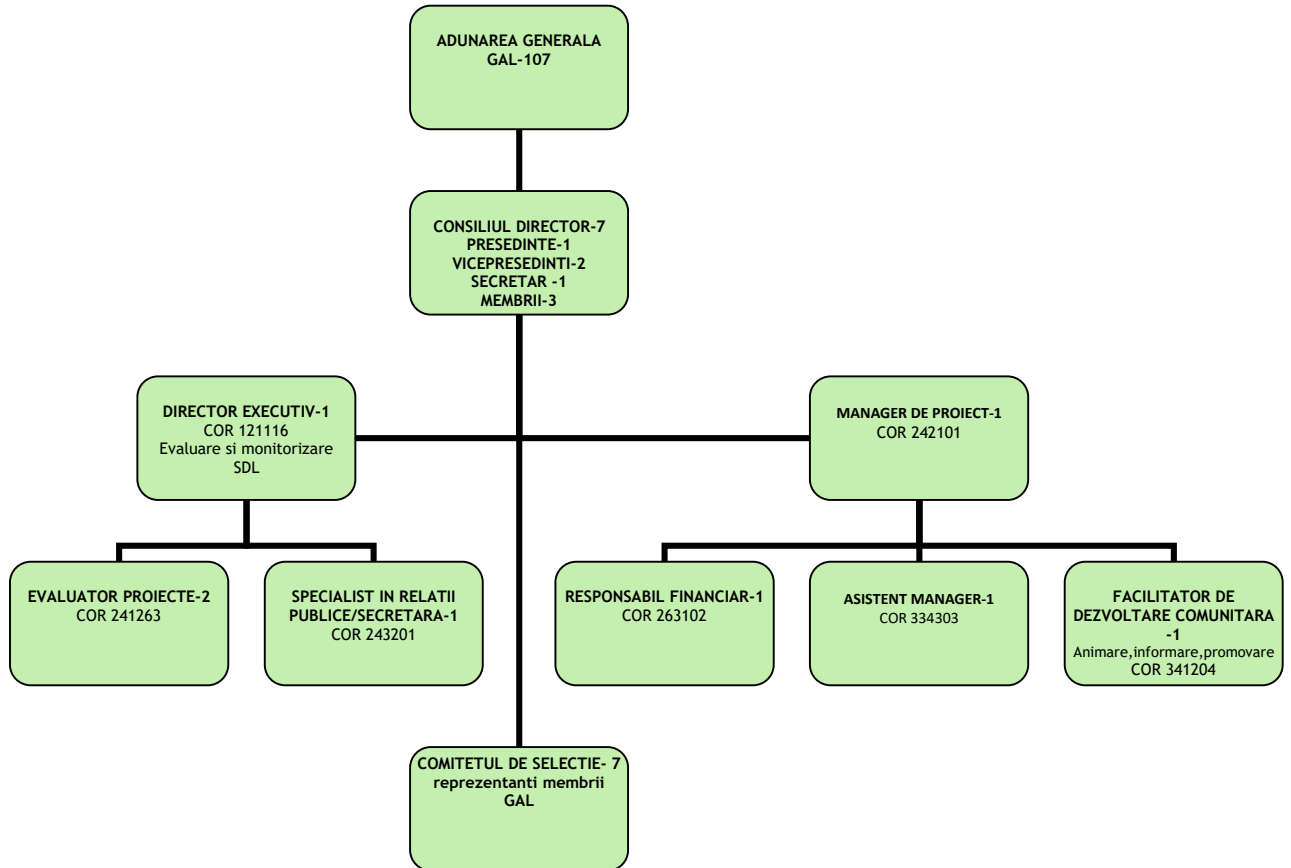 ADUNAREA GENERALA
GAL-107
CONSILIUL DIRECTOR-7
PRESEDINTE-1
VICEPRESEDINTI-2
SECRETAR -1
MEMBRII-3
DIRECTOR EXECUTIV-1
COR 121116
Evaluare si monitorizare
SDL
MANAGER DE PROIECT-1
COR 242101
EVALUATOR PROIECTE-2
COR 241263
SPECIALIST IN RELATII
PUBLICE/SECRETARA-1
COR 243201
RESPONSABIL FINANCIAR-1
COR 263102
ASISTENT MANAGER-1
COR 334303
FACILITATOR DE
DEZVOLTARE COMUNITARA
-1
Animare,informare,promovare
COR 341204
COMITETUL DE SELECTIE- 7
reprezentanti membrii
GAL